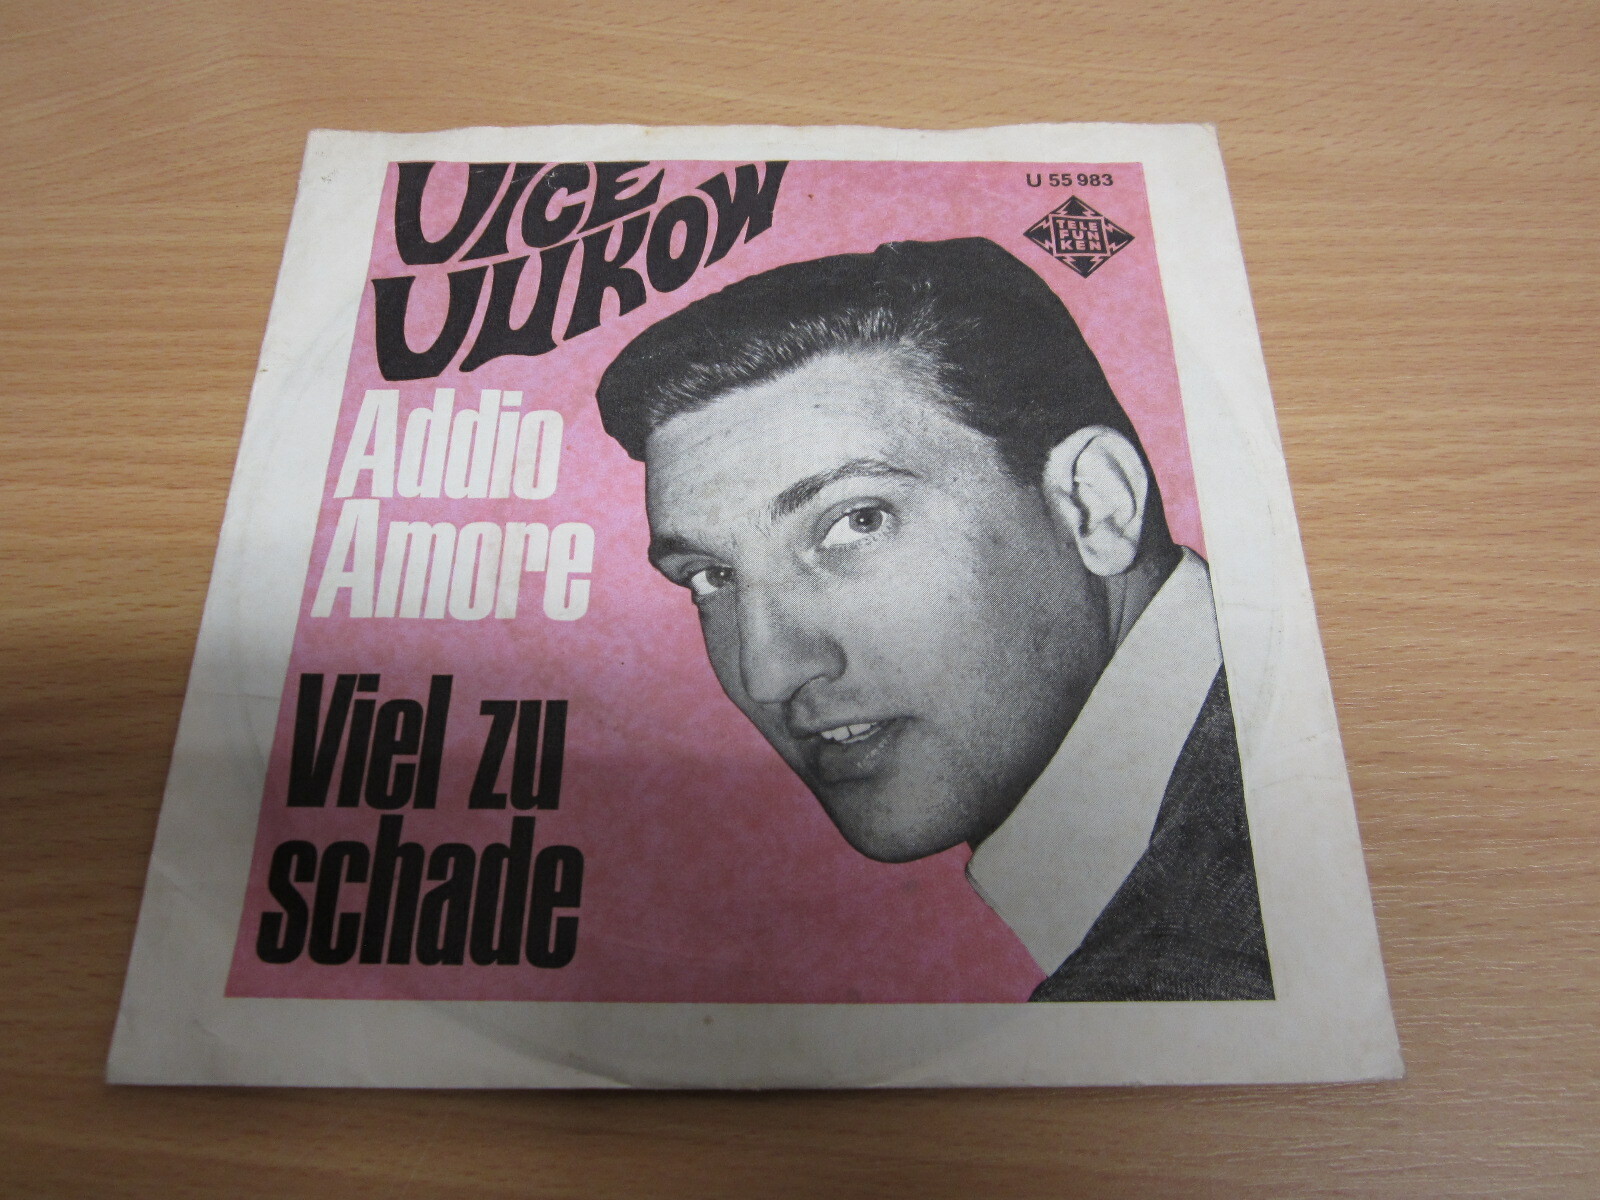 VICE
VUKOW
U 55 983
TELE
FUN
KEN
Addio
Amore
Viel zu
schade